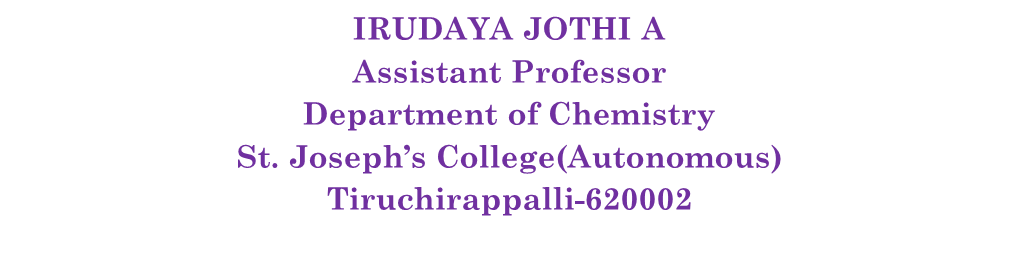 IRUDAYA JOTHI A
Assistant Professor
Department of Chemistry
St. Joseph’s College(Autonomous)
Tiruchirappalli-620002